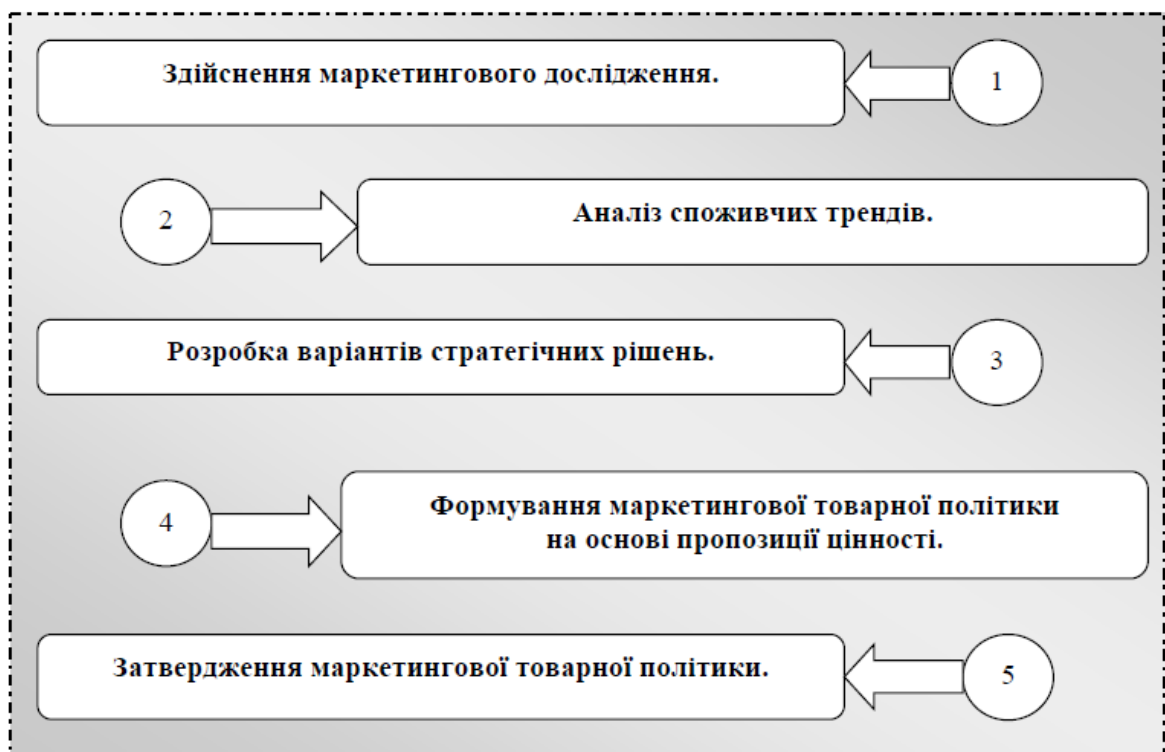 Здійснення маркетингового дослідження.
1
2
Аналіз споживчих трендів.
Розробка варіантів стратегічних рішень.
3
4
Формування маркетингової товарної політики
на основі пропозиції цінності.
Затвердження маркетингової товарної політики.
5